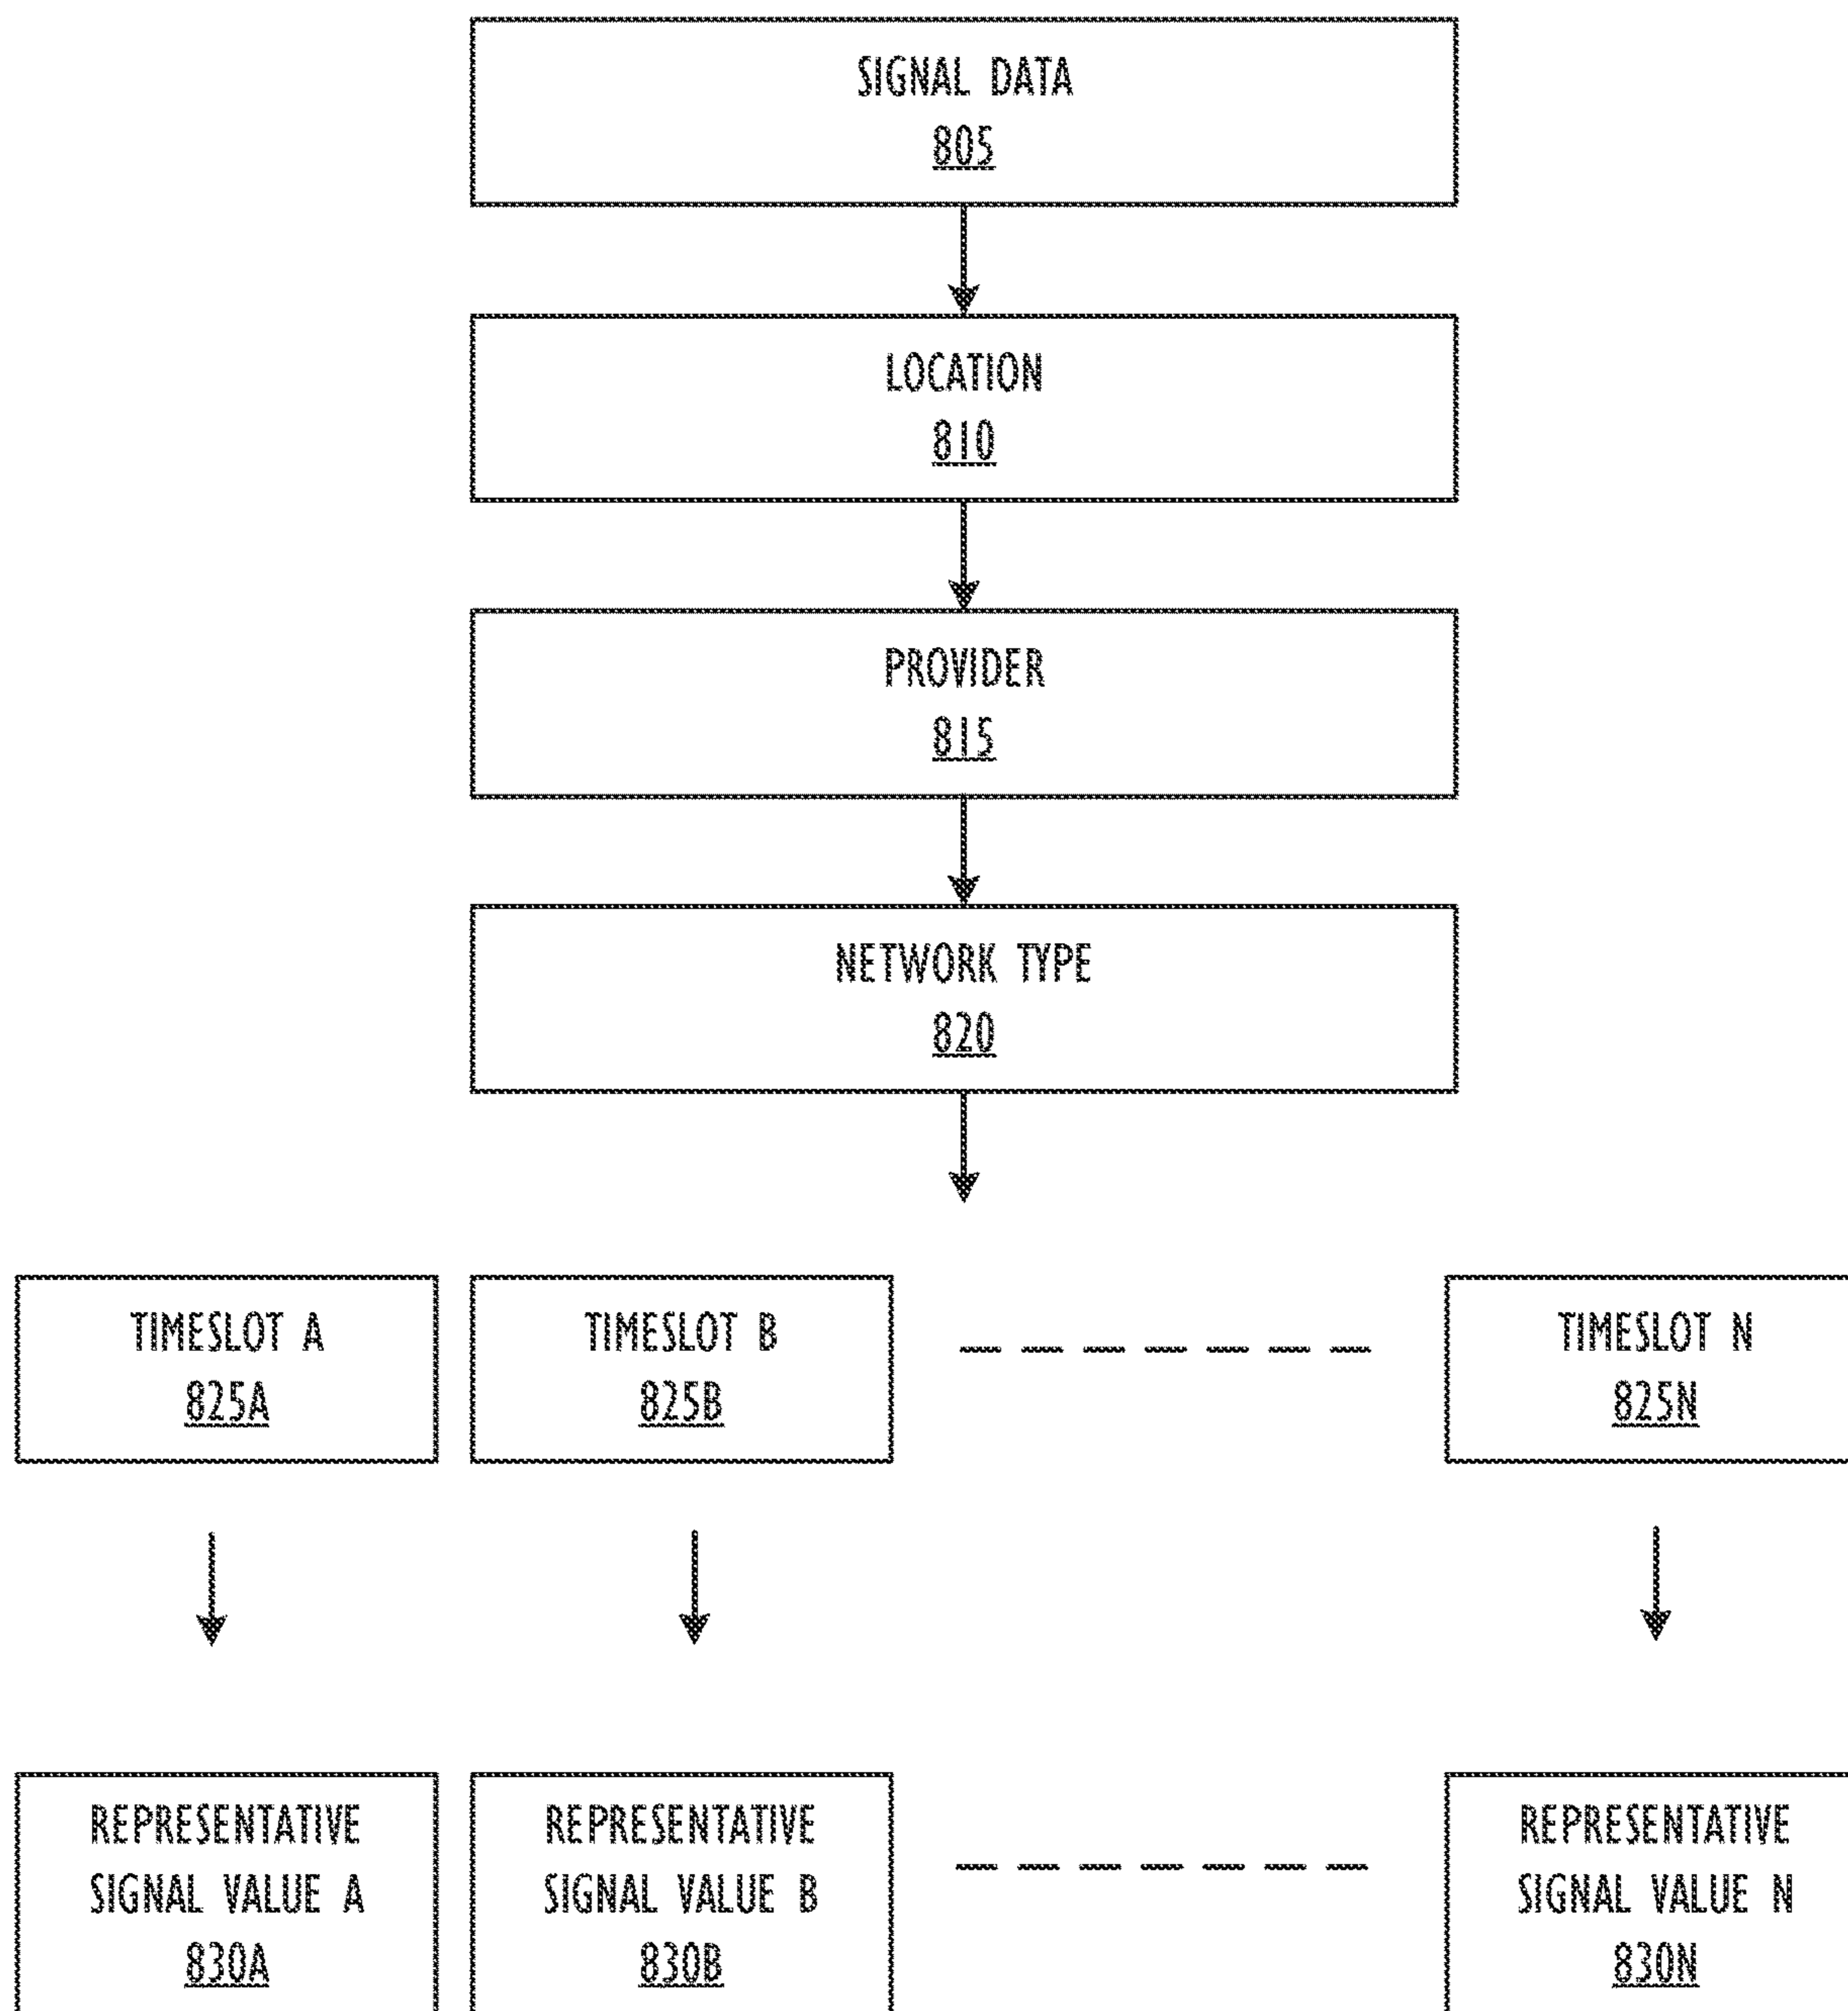 SIGNAL DATA
805
LOCATION
810
PROVIDER
815
NETWORK TYPE
820
TIMESLOT A
825A
TIMESLOT B
825B
TIMESLOT N
825N
REPRESENTATIVE
SIGNAL VALUE A
830A
REPRESENTATIVE
SIGNAL VALUE B
830B
REPRESENTATIVE
SIGNAL VALUE N
830N